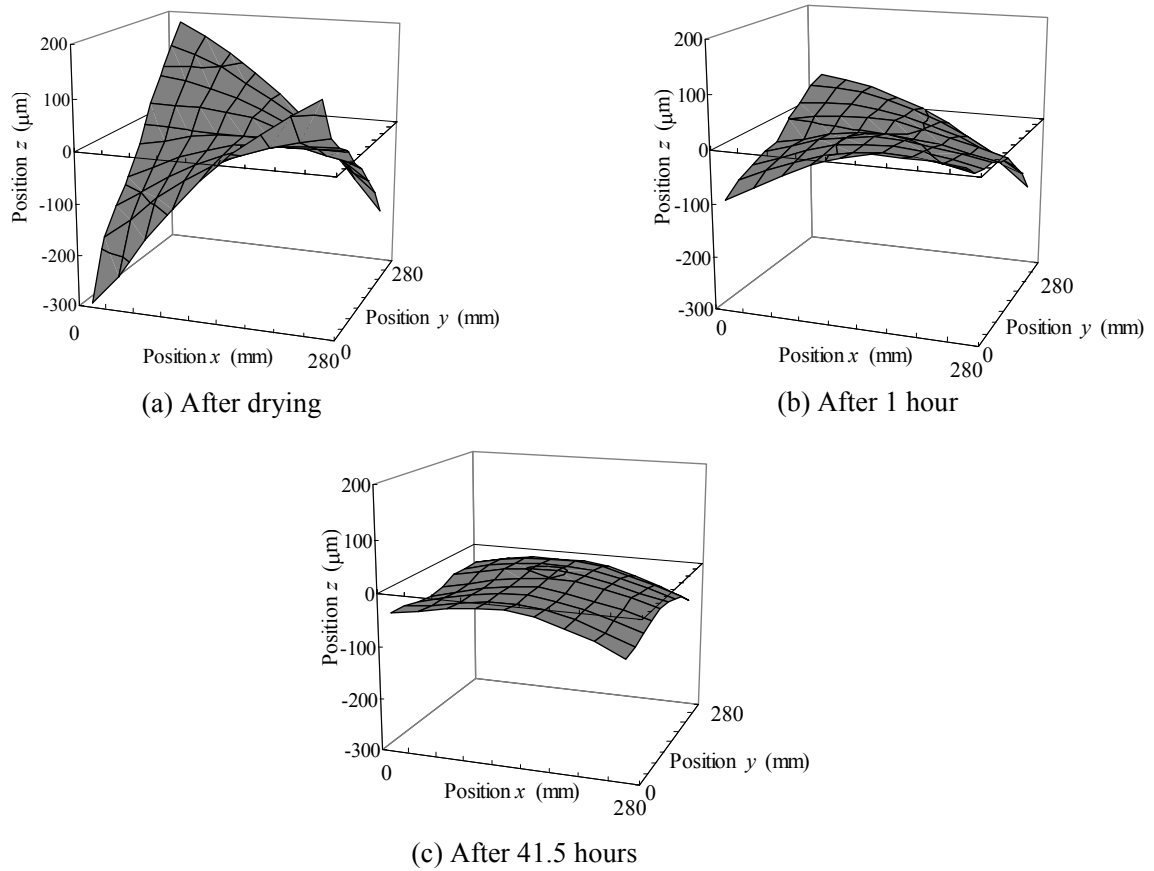 200
100
0
-100
-200
-300
Position z (μm)
0
Position x (mm)
280
0
Position y (mm)
280
(a) After drying
200
100
0
-100
-200
-300
Position z (μm)
0
Position x (mm)
280
0
Position y (mm)
280
(b) After 1 hour
200
100
0
-100
-200
-300
Position z (μm)
0
Position x (mm)
280
0
Position y (mm)
280
(c) After 41.5 hours